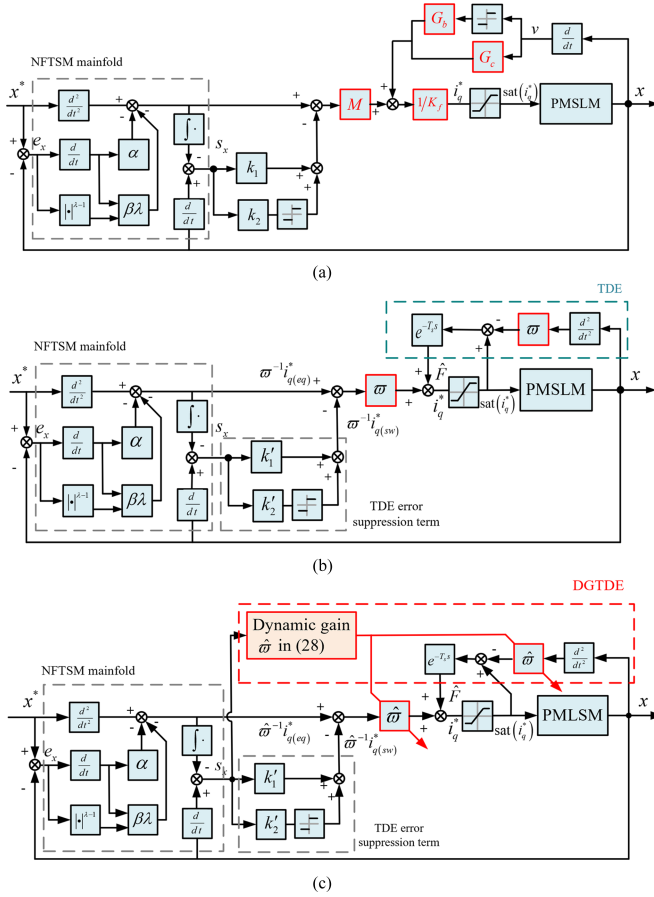 G_b
v
d/dt
NFTSM mainfold
G_c
x*
d²/dt²
+ -
-
M
+
+
1/K_f
i_q*
sat(i_q*)
PMSLM
x
e_x
d/dt
α
∫·
s_x
k_1
|•|^{λ-1}
βλ
d/dt
k_2
(a)
TDE
NFTSM mainfold
e^{-T_s s}
ϖ
d²/dt²
x*
d²/dt²
ϖ^{-1}i*_{q(eq)}
ϖ
F̂
i_q*
sat(i_q*)
PMSLM
x
ϖ^{-1}i*_{q(sw)}
e_x
d/dt
α
∫·
s_x
k′_1
|•|^{λ-1}
βλ
d/dt
k′_2
TDE error
suppression term
(b)
DGTDE
Dynamic gain
ϖ̂ in (28)
NFTSM mainfold
e^{-T_s s}
ϖ̂
d²/dt²
x*
d²/dt²
ϖ̂^{-1}i*_{q(eq)}
ϖ̂
F̂
i_q*
sat(i_q*)
PMLSM
x
ϖ̂^{-1}i*_{q(sw)}
e_x
d/dt
α
∫·
s_x
k′_1
|•|^{λ-1}
βλ
d/dt
k′_2
TDE error
suppression term
(c)